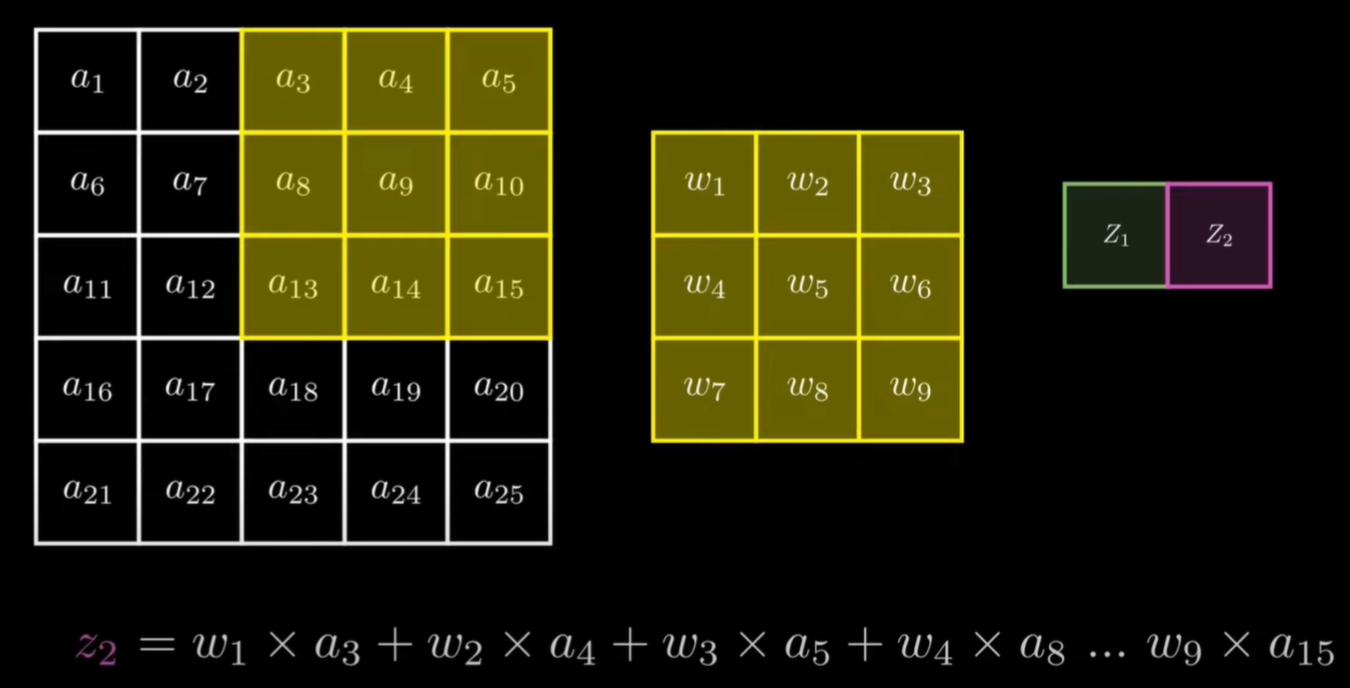 a₁ a₂ a₃ a₄ a₅
a₆ a₇ a₈ a₉ a₁₀
a₁₁ a₁₂ a₁₃ a₁₄ a₁₅
a₁₆ a₁₇ a₁₈ a₁₉ a₂₀
a₂₁ a₂₂ a₂₃ a₂₄ a₂₅
w₁ w₂ w₃
w₄ w₅ w₆
w₇ w₈ w₉
z₁ z₂
z₂ = w₁ × a₃ + w₂ × a₄ + w₃ × a₅ + w₄ × a₈ ... w₉ × a₁₅